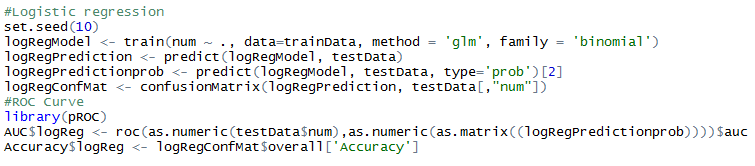 #Logistic regression
set.seed(10)
logRegModel <- train(num ~ ., data=trainData, method = 'glm', family = 'binomial')
logRegPrediction <- predict(logRegModel, testData)
logRegPredictionprob <- predict(logRegModel, testData, type='prob')[2]
logRegConfMat <- confusionMatrix(logRegPrediction, testData[,"num"])
#ROC Curve
library(pROC)
AUC$logReg <- roc(as.numeric(testData$num),as.numeric(as.matrix((logRegPredictionprob))))$auc
Accuracy$logReg <- logRegConfMat$overall['Accuracy']